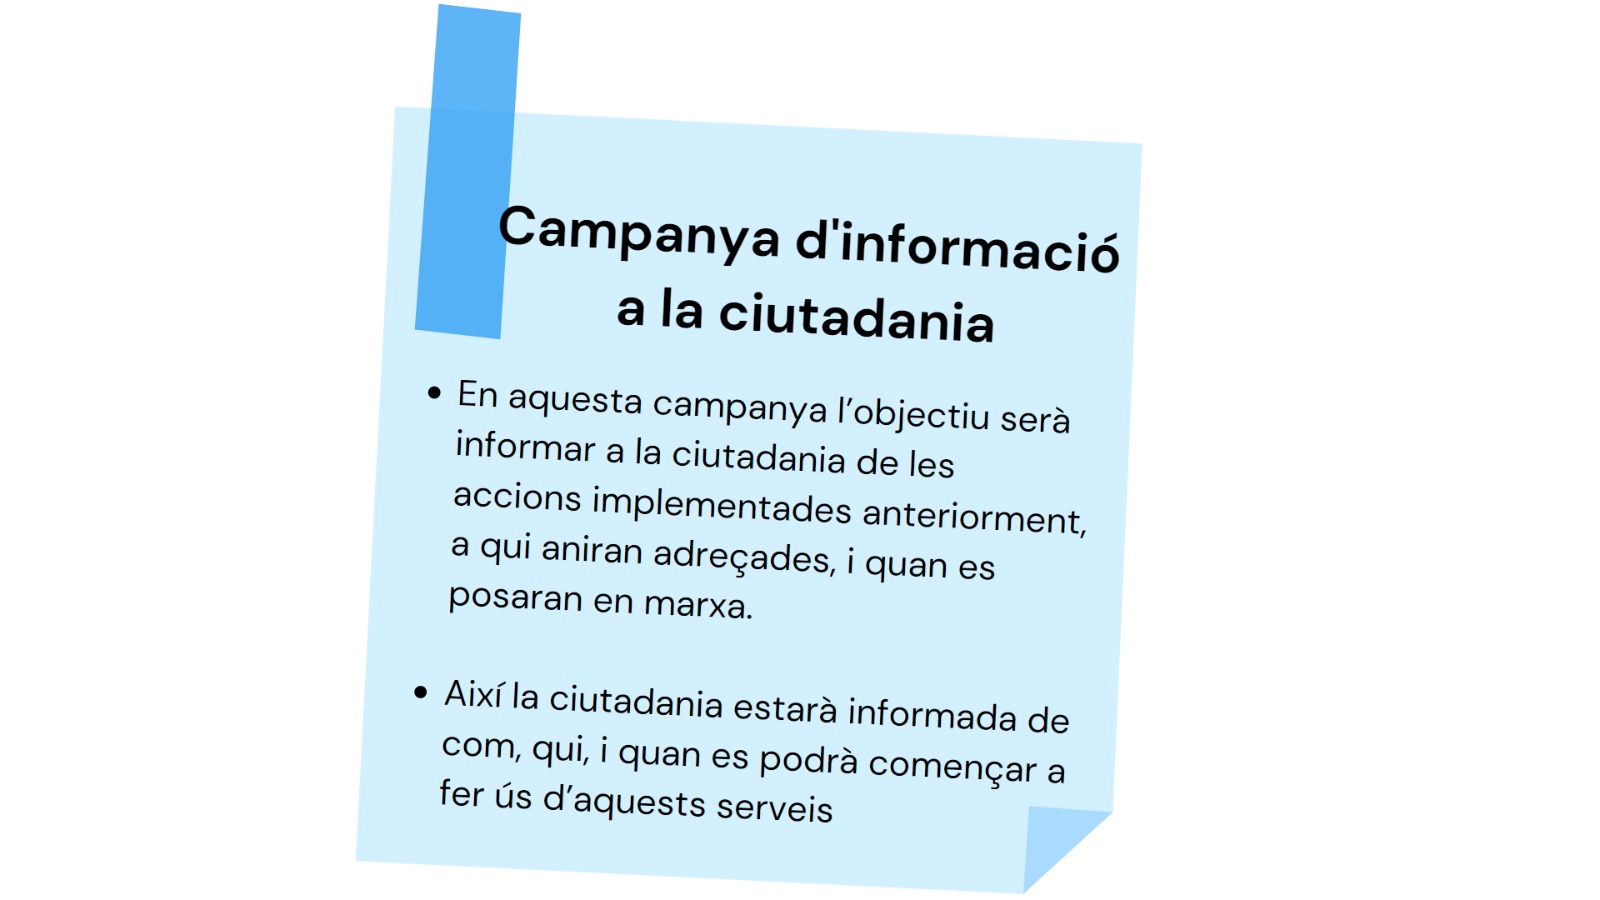 Campanya d'informació
a la ciutadania
• En aquesta campanya l’objectiu serà
informar a la ciutadania de les
accions implementades anteriorment,
a qui aniran adreçades, i quan es
posaran en marxa.
• Així la ciutadania estarà informada de
com, qui, i quan es podrà començar a
fer ús d’aquests serveis